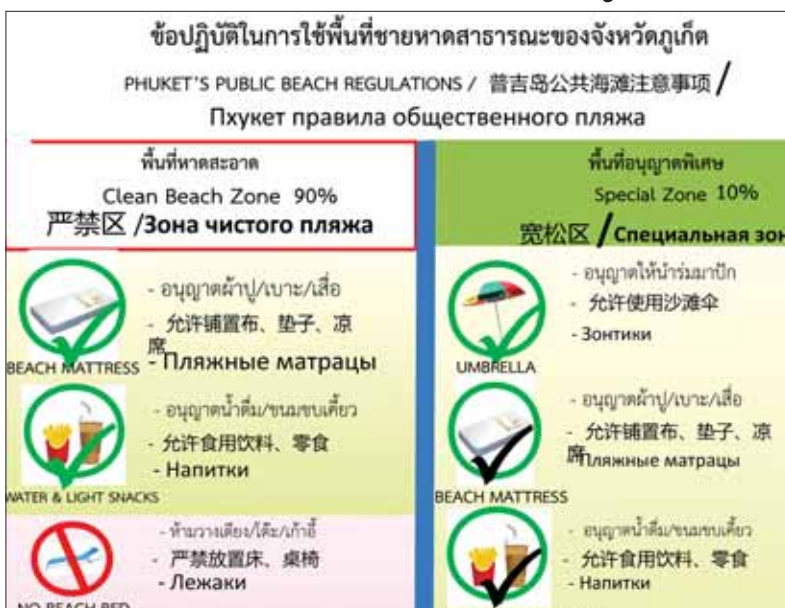 ข้อปฏิบัติในการใช้พื้นที่ชายหาดสาธารณะของจังหวัดภูเก็ต
PHUKET'S PUBLIC BEACH REGULATIONS / 普吉岛公共海滩注意事项 /
Пхукет правила общественного пляжа
พื้นที่หาดสะอาด
Clean Beach Zone 90%
严禁区 /Зона чистого пляжа
- อนุญาตผ้าปู/เบาะ/เสื่อ
- 允许铺置布、垫子、凉
席
BEACH MATTRESS - Пляжные матрацы
- อนุญาตน้ำดื่ม/ขนมขบเคี้ยว
- 允许食用饮料、零食
- Напитки
WATER & LIGHT SNACKS
- ห้ามวางเตียง/โต๊ะ/เก้าอี้
- 严禁放置床、桌椅
- Лежаки
NO BEACH BED
พื้นที่อนุญาตพิเศษ
Special Zone 10%
宽松区 / Специальная зон
- อนุญาตให้นำร่มมาปัก
- 允许使用沙滩伞
- Зонтики
UMBRELLA
- อนุญาตผ้าปู/เบาะ/เสื่อ
- 允许铺置布、垫子、凉
席
Пляжные матрацы
BEACH MATTRESS
- อนุญาตน้ำดื่ม/ขนมขบเคี้ยว
- 允许食用饮料、零食
- Напитки